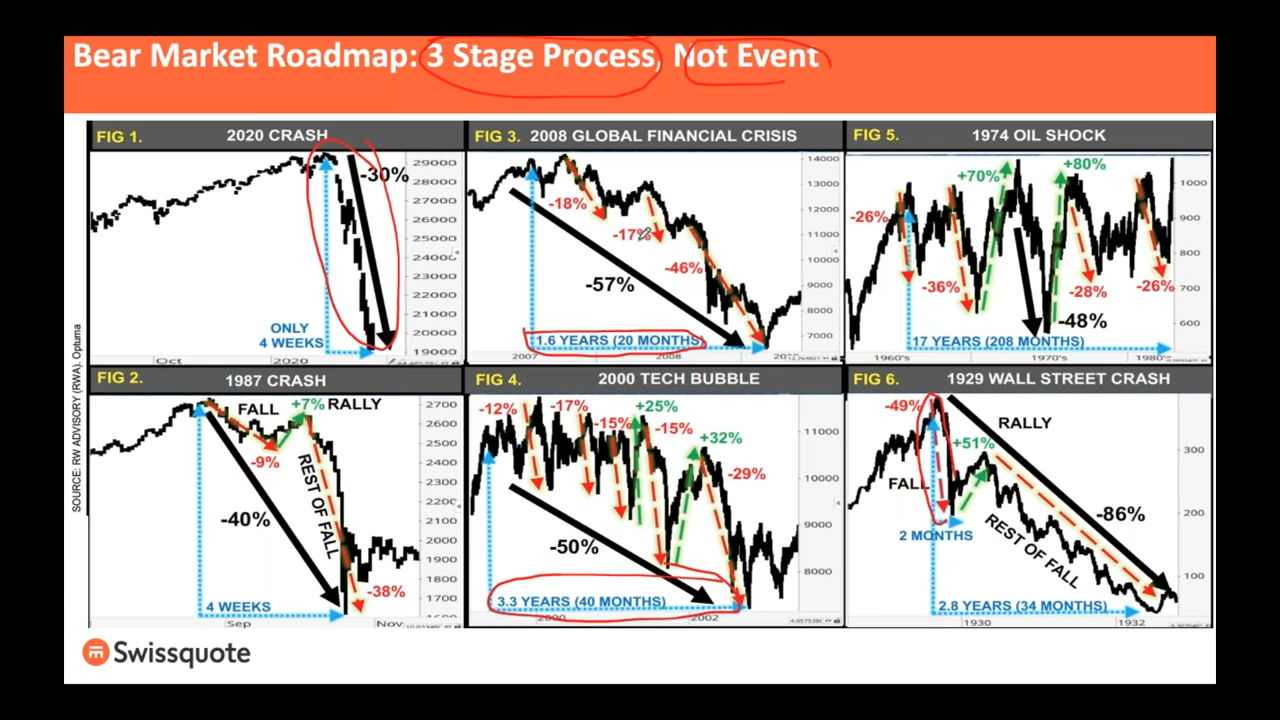 Bear Market Roadmap: 3 Stage Process, Not Event
FIG 1. 2020 CRASH
-30%
29000
28000
27000
26000
25000
24000
23000
22000
21000
20000
19000
ONLY
4 WEEKS
Oct 2020
FIG 3. 2008 GLOBAL FINANCIAL CRISIS
14000
13000
12000
11000
10000
9000
8000
7000
-18%
-17%
-46%
-57%
1.6 YEARS (20 MONTHS)
2007 2008
FIG 5. 1974 OIL SHOCK
+80%
+70%
1000
900
800
700
600
-26%
-36%
-28%
-26%
-48%
17 YEARS (208 MONTHS)
1960's 1970's 1980's
FIG 2. 1987 CRASH
FALL +7% RALLY
-9%
REST OF FALL
-40%
-38%
2700
2600
2500
2400
2300
2200
2100
2000
1900
1800
1700
4 WEEKS
Sep Nov
FIG 4. 2000 TECH BUBBLE
-12% -17% +25%
-15% -15%
+32%
-29%
-50%
11000
10000
9000
8000
3.3 YEARS (40 MONTHS)
2000 2002
FIG 6. 1929 WALL STREET CRASH
-49%
RALLY
+51%
FALL
300
200
100
-86%
REST OF FALL
2 MONTHS
2.8 YEARS (34 MONTHS)
1930 1932
SOURCE: RW ADVISORY (RWA). Optuma
Swissquote